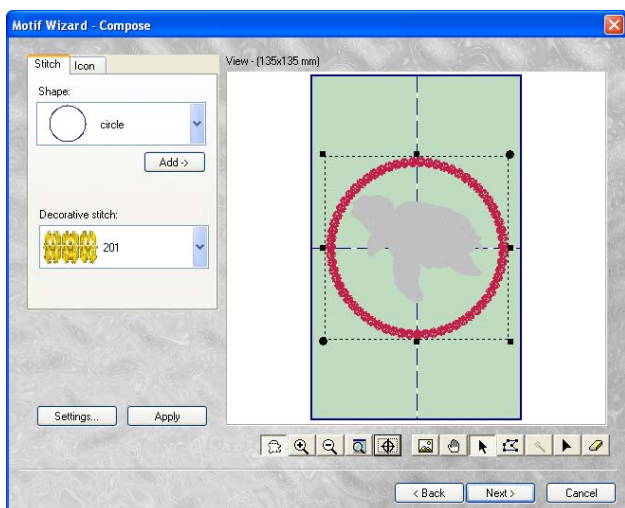 Motif Wizard - Compose
Stitch
Icon
View - (135x135 mm)
Shape:
circle
Add ->
Decorative stitch:
201
Settings...
Apply
< Back
Next >
Cancel